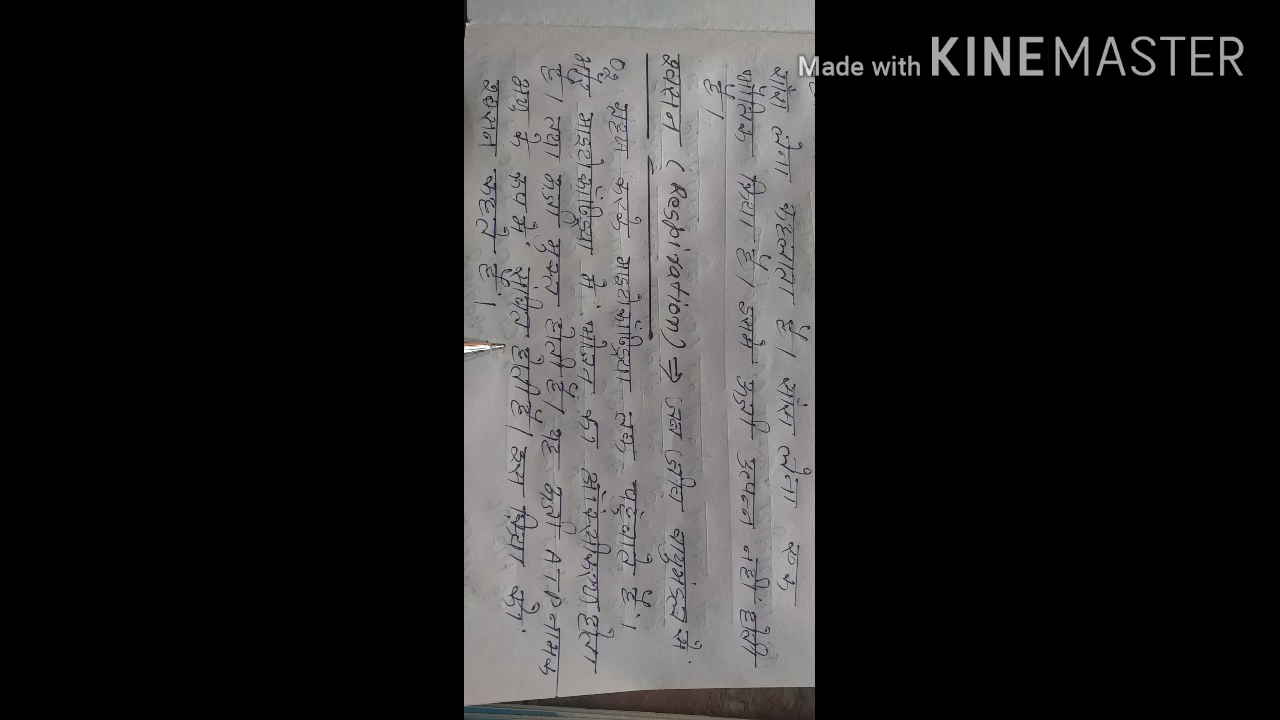 Made with KINEMASTER
सांस लेना कहलाता है। सांस लेना एक
भौतिक क्रिया है। इसमें ऊर्जा उत्पन्न नहीं होती
है।
श्वसन (Respiration) ⇒ जब जीव वायुमंडल से
O₂ ग्रहण करके माइटोकांड्रिया तक पहुंचाते है।
और माइटोकांड्रिया में भोजन का ऑक्सीकरण होता
है। तथा ऊर्जा मुक्त होती है। यह ऊर्जा ATP नामक
अणु के रूप में संचित होती है। इस क्रिया को
श्वसन कहते हैं।